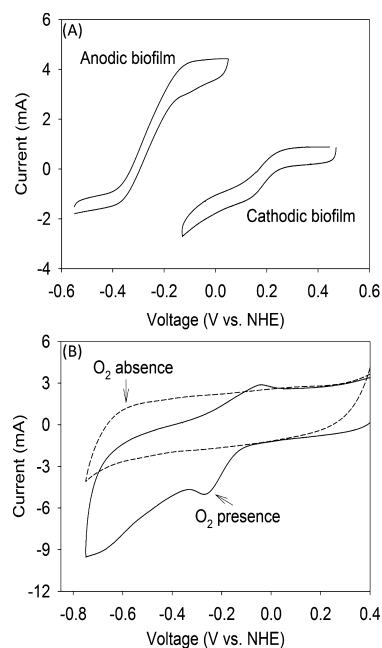 (A)
Anodic biofilm
Cathodic biofilm
Current (mA)
8
4
0
-2
-4
-0.6 -0.4 -0.2 0.0 0.2 0.4 0.6
Voltage (V vs. NHE)
(B)
O2 absence
O2 presence
Current (mA)
6
3
0
-3
-6
-9
-12
-0.8 -0.6 -0.4 -0.2 0.0 0.2 0.4
Voltage (V vs. NHE)